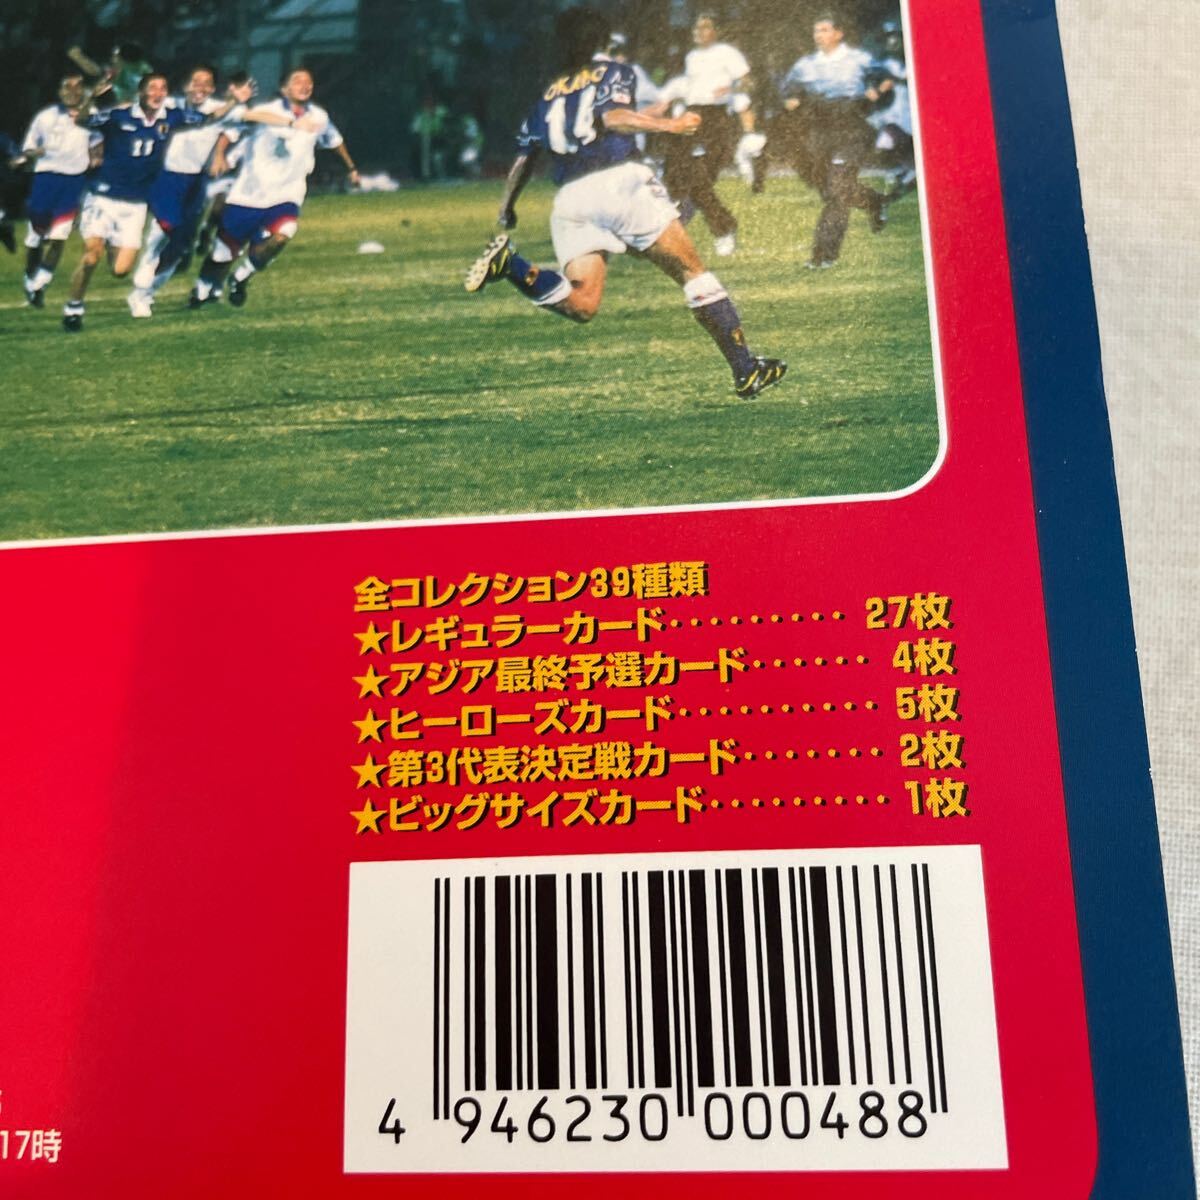 OKANO
14
11
全コレクション39種類
★レギュラーカード········· 27枚
★アジア最終予選カード······ 4枚
★ヒーローズカード·········· 5枚
★第3代表決定戦カード······· 2枚
★ビッグサイズカード········· 1枚
4 946230 000488
17時